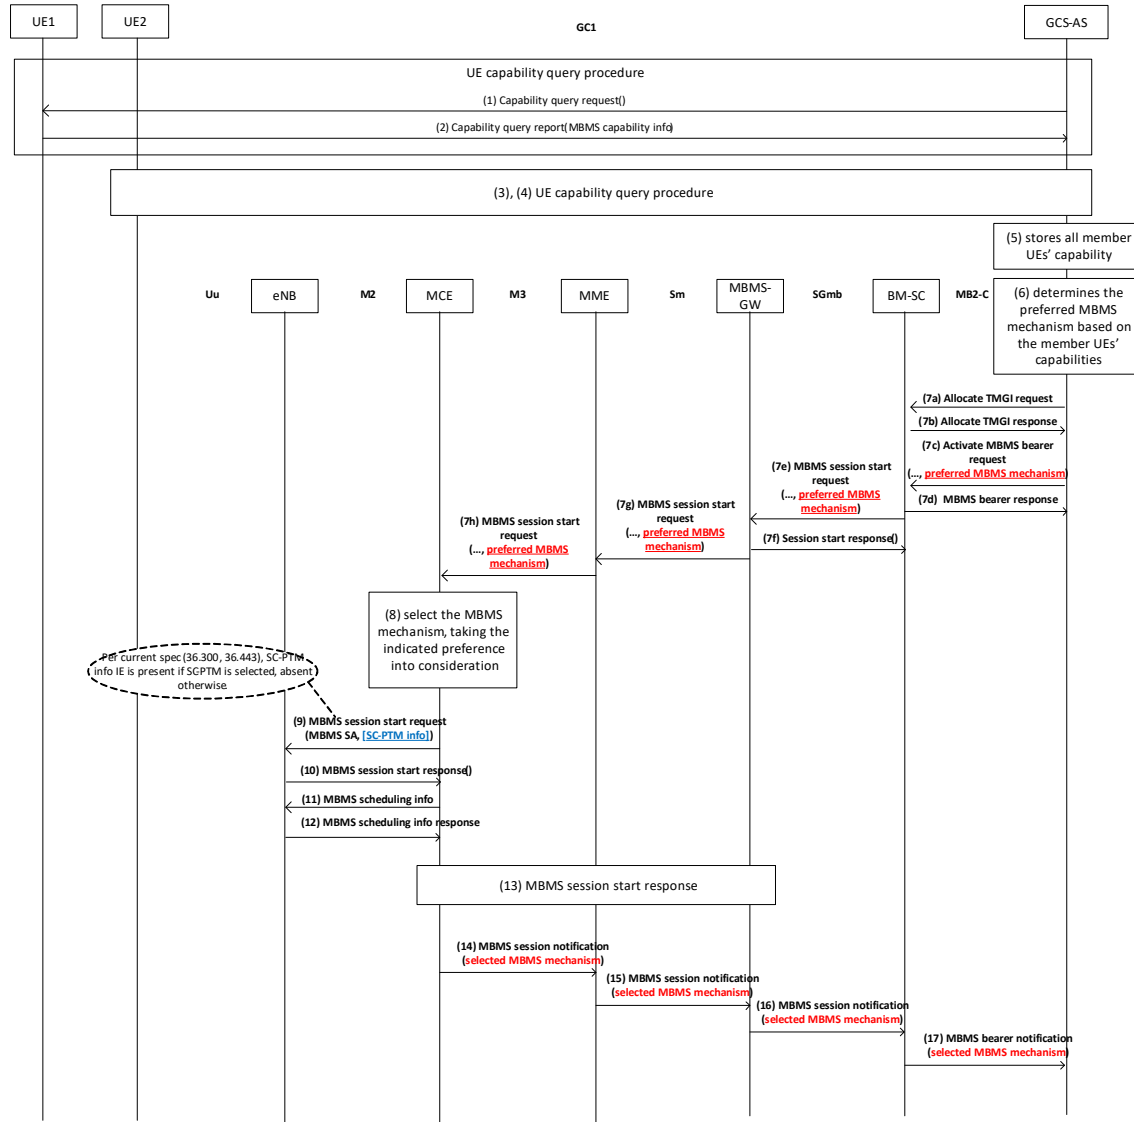 UE1
UE2
GC1
GCS-AS
UE capability query procedure
(1) Capability query request()
(2) Capability query report(MBMS capability info)
(3), (4) UE capability query procedure
(5) stores all member
UEs' capability
Uu
eNB
M2
MCE
M3
MME
Sm
MBMS-
GW
SGmb
BM-SC
MB2-C
(6) determines the
preferred MBMS
mechanism based on
the member UEs'
capabilities
(7a) Allocate TMGI request
(7b) Allocate TMGI response
(7c) Activate MBMS bearer
request
(…, preferred MBMS mechanism)
(7d) MBMS bearer response
(7e) MBMS session start
request
(…, preferred MBMS
mechanism)
(7f) Session start response()
(7g) MBMS session start
request
(…, preferred MBMS
mechanism)
(7h) MBMS session start
request
(…, preferred MBMS
mechanism)
(8) select the MBMS
mechanism, taking the
indicated preference
into consideration
Per current spec (36.300, 36.443), SC-PTM
info IE is present if SCPTM is selected, absent
otherwise.
(9) MBMS session start request
(MBMS SA, [SC-PTM info])
(10) MBMS session start response()
(11) MBMS scheduling info
(12) MBMS scheduling info response
(13) MBMS session start response
(14) MBMS session notification
(selected MBMS mechanism)
(15) MBMS session notification
(selected MBMS mechanism)
(16) MBMS session notification
(selected MBMS mechanism)
(17) MBMS bearer notification
(selected MBMS mechanism)